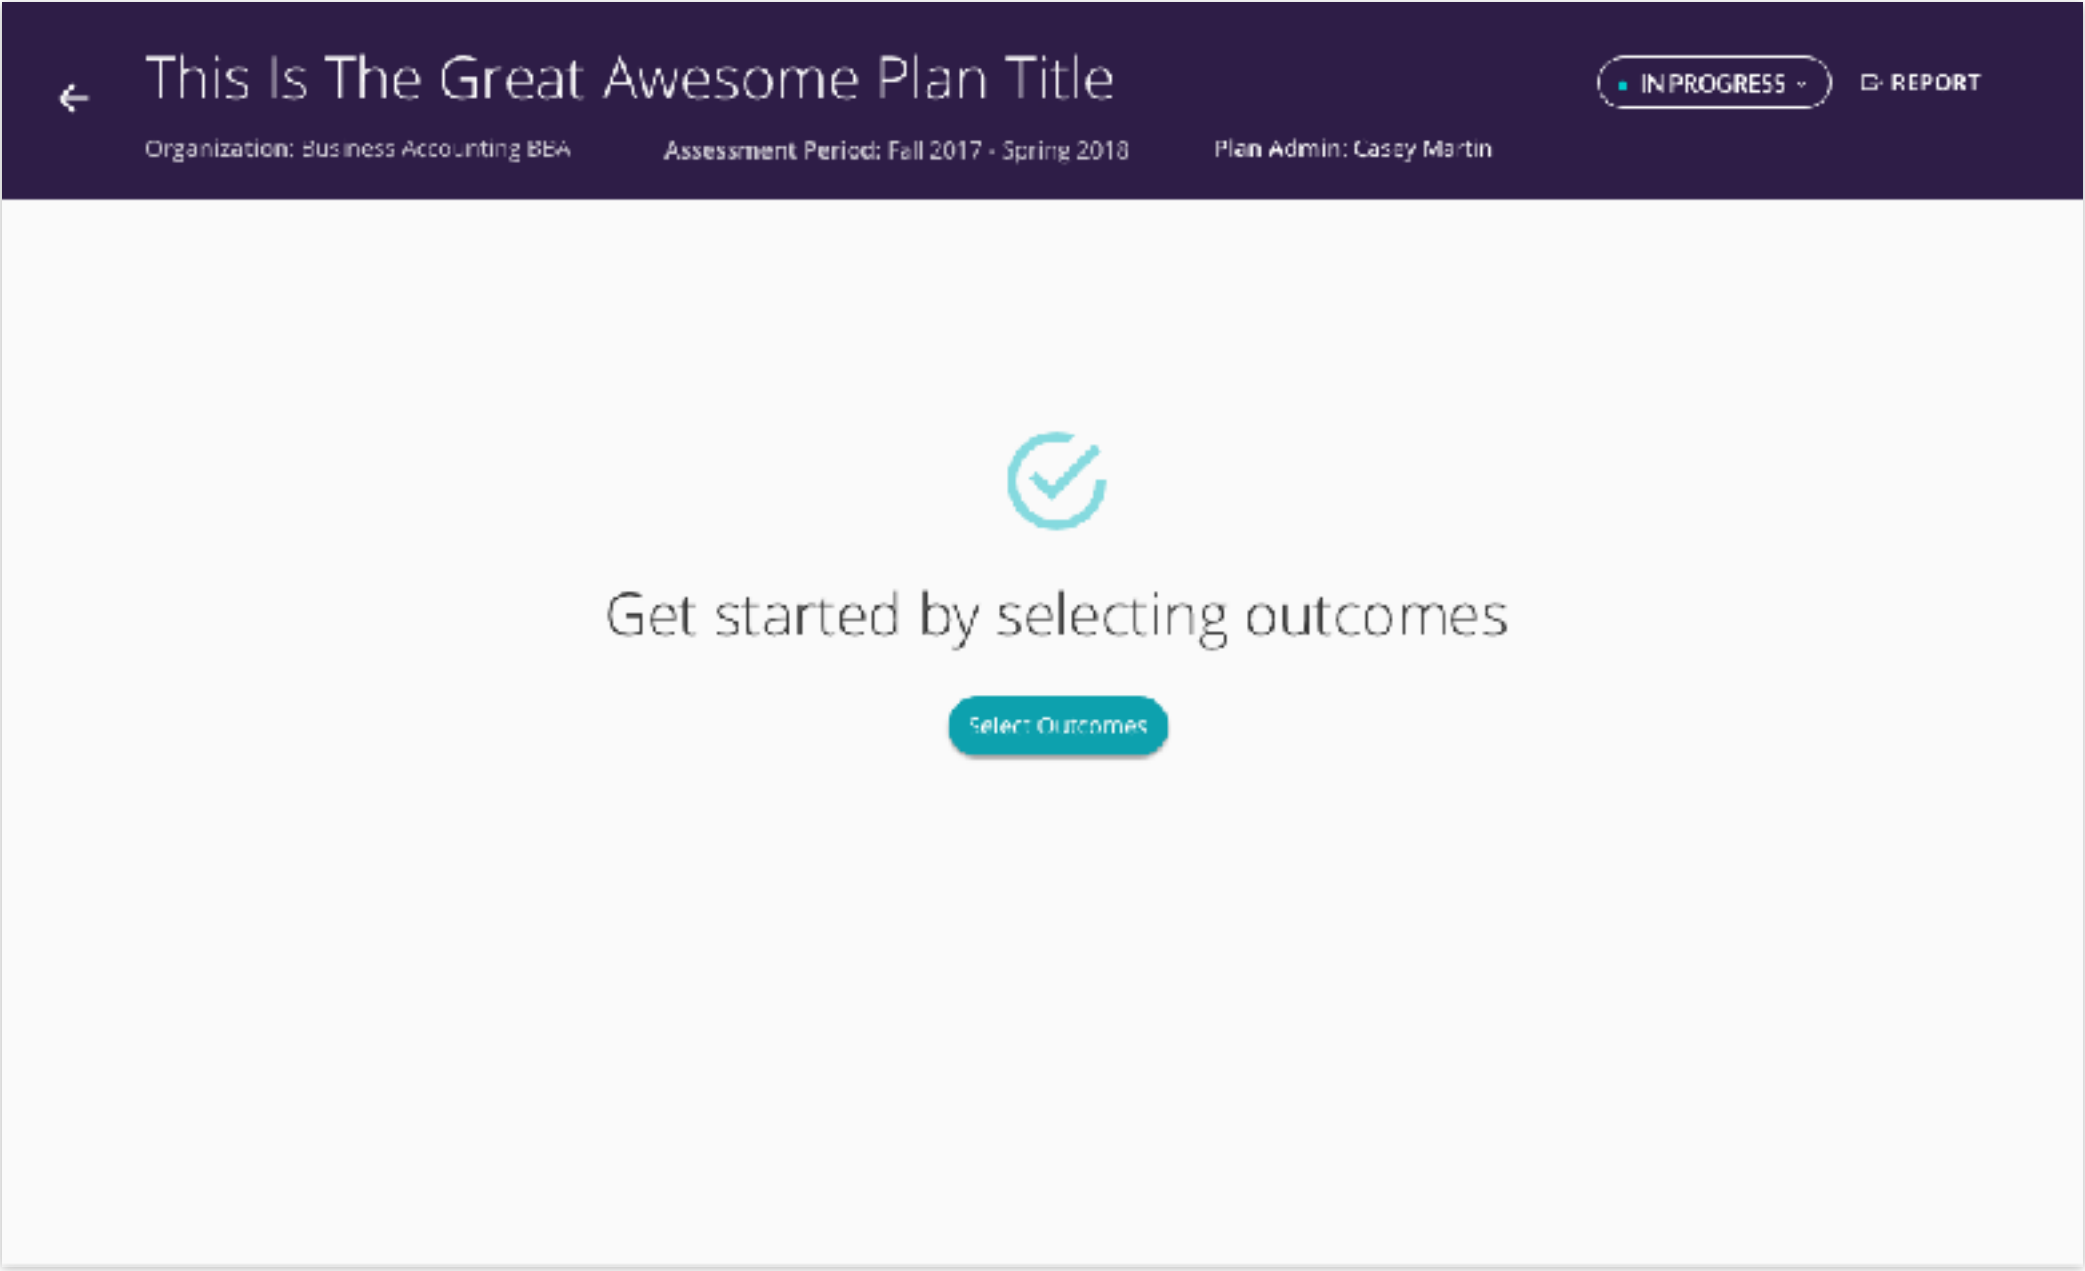 This Is The Great Awesome Plan Title
IN PROGRESS
REPORT
Organization: Business Accounting BBA
Assessment Period: Fall 2017 - Spring 2018
Plan Admin: Casey Martin
Get started by selecting outcomes
Select Outcomes